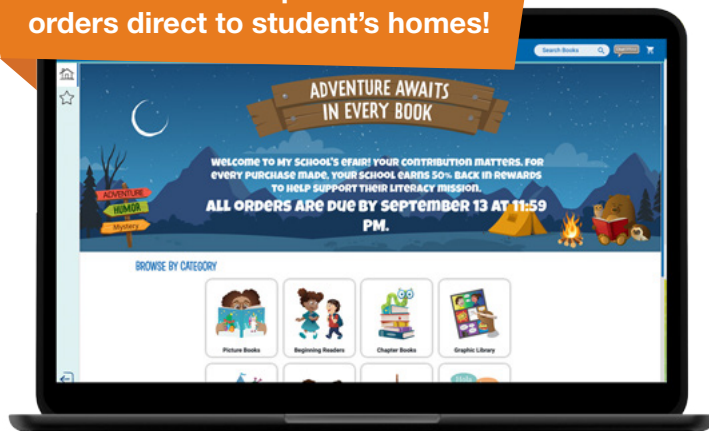 orders direct to student's homes!
Search Books
ADVENTURE AWAITS
IN EVERY BOOK
WELCOME TO MY SCHOOL'S EFAIR! YOUR CONTRIBUTION MATTERS. FOR
EVERY PURCHASE MADE, YOUR SCHOOL EARNS 50% BACK IN REWARDS
TO HELP SUPPORT THEIR LITERACY MISSION.
ALL ORDERS ARE DUE BY SEPTEMBER 13 AT 11:59
PM.
ADVENTURE
HUMOR
Mystery
BROWSE BY CATEGORY
Picture Books
Beginning Readers
Chapter Books
Graphic Library